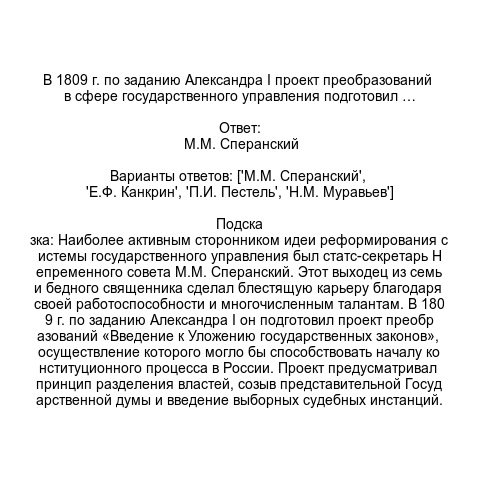 В 1809 г. по заданию Александра I проект преобразований
в сфере государственного управления подготовил …
Ответ:
М.М. Сперанский
Варианты ответов: ['М.М. Сперанский',
'Е.Ф. Канкрин', 'П.И. Пестель', 'Н.М. Муравьев']
Подска
зка: Наиболее активным сторонником идеи реформирования с
истемы государственного управления был статс-секретарь Н
епременного совета М.М. Сперанский. Этот выходец из семь
и бедного священника сделал блестящую карьеру благодаря
своей работоспособности и многочисленным талантам. В 180
9 г. по заданию Александра I он подготовил проект преобр
азований «Введение к Уложению государственных законов»,
осуществление которого могло бы способствовать началу ко
нституционного процесса в России. Проект предусматривал
принцип разделения властей, созыв представительной Госуд
арственной думы и введение выборных судебных инстанций.